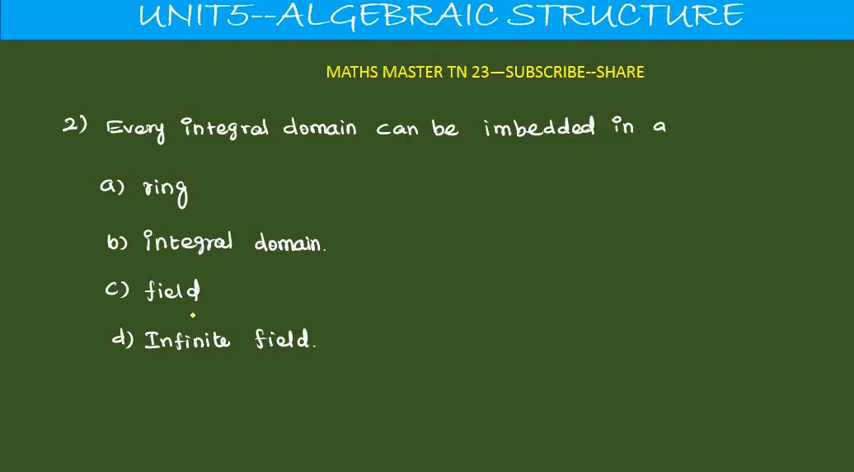 UNIT5--ALGEBRAIC STRUCTURE
MATHS MASTER TN 23—SUBSCRIBE--SHARE
2) Every integral domain can be imbedded in a
a) ring
b) integral domain.
c) field
d) Infinite field.